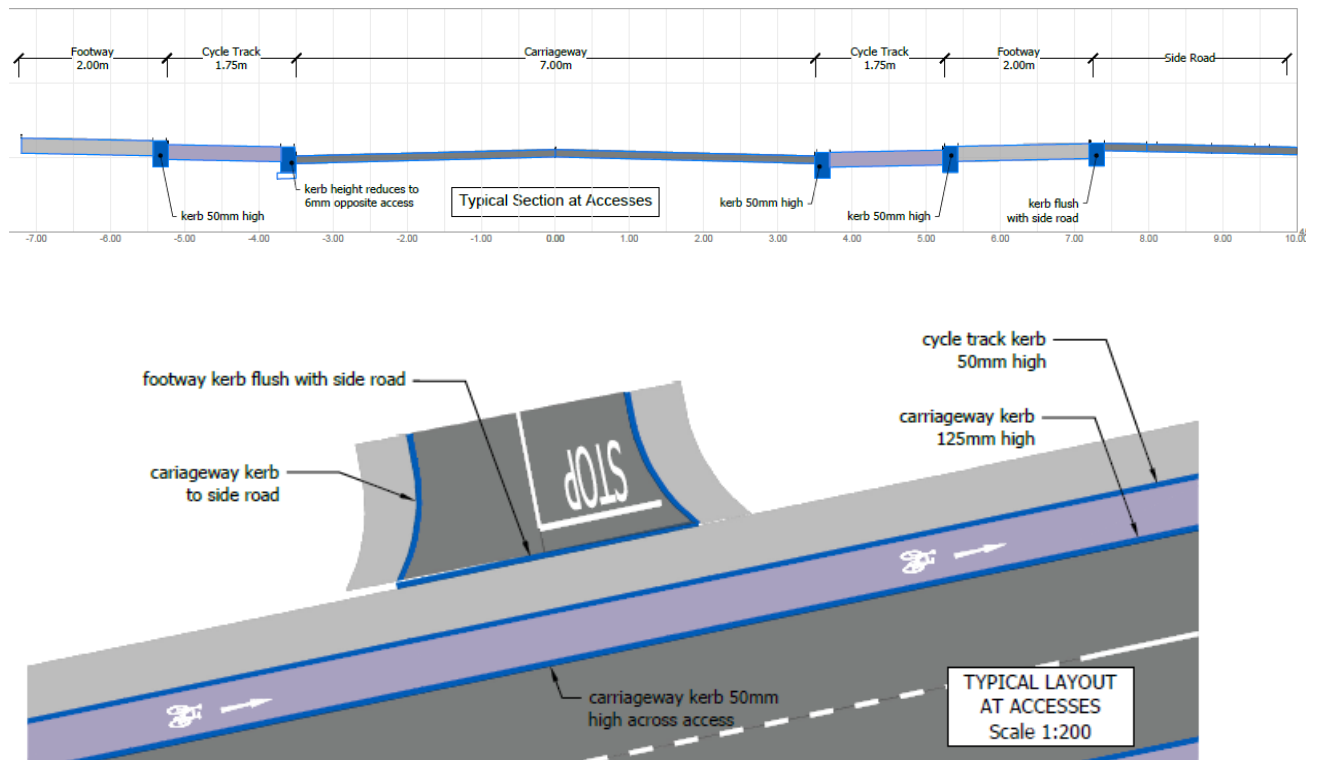 Footway
2.00m
Cycle Track
1.75m
Carriageway
7.00m
Cycle Track
1.75m
Footway
2.00m
Side Road
kerb 50mm high
kerb height reduces to
6mm opposite access
Typical Section at Accesses
kerb 50mm high
kerb 50mm high
kerb flush
with side road
-7.00 -6.00 -5.00 -4.00 -3.00 -2.00 -1.00 0.00 1.00 2.00 3.00 4.00 5.00 6.00 7.00 8.00 9.00 10.00
cycle track kerb
50mm high
footway kerb flush with side road
carriageway kerb
125mm high
cariageway kerb
to side road
STOP
carriageway kerb 50mm
high across access
TYPICAL LAYOUT
AT ACCESSES
Scale 1:200